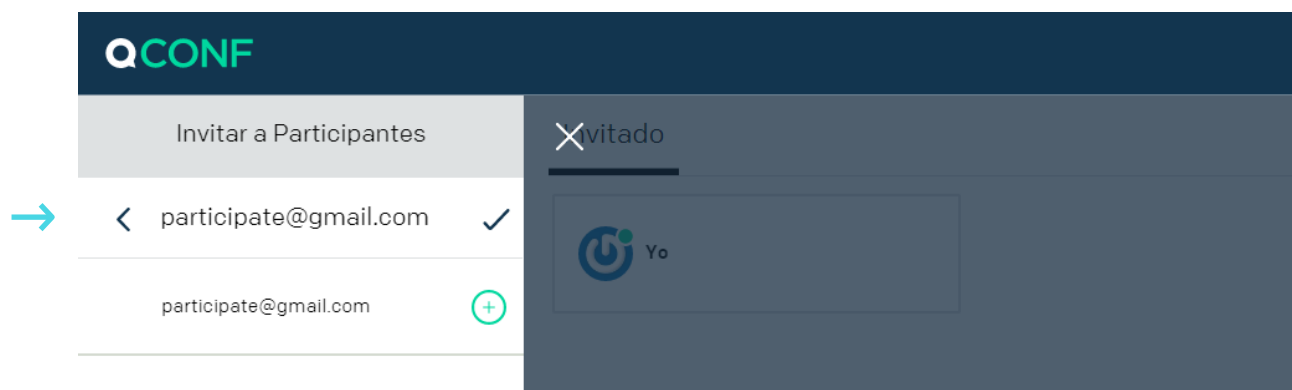 QCONF
Invitar a Participantes
Invitado
participate@gmail.com
Yo
participate@gmail.com